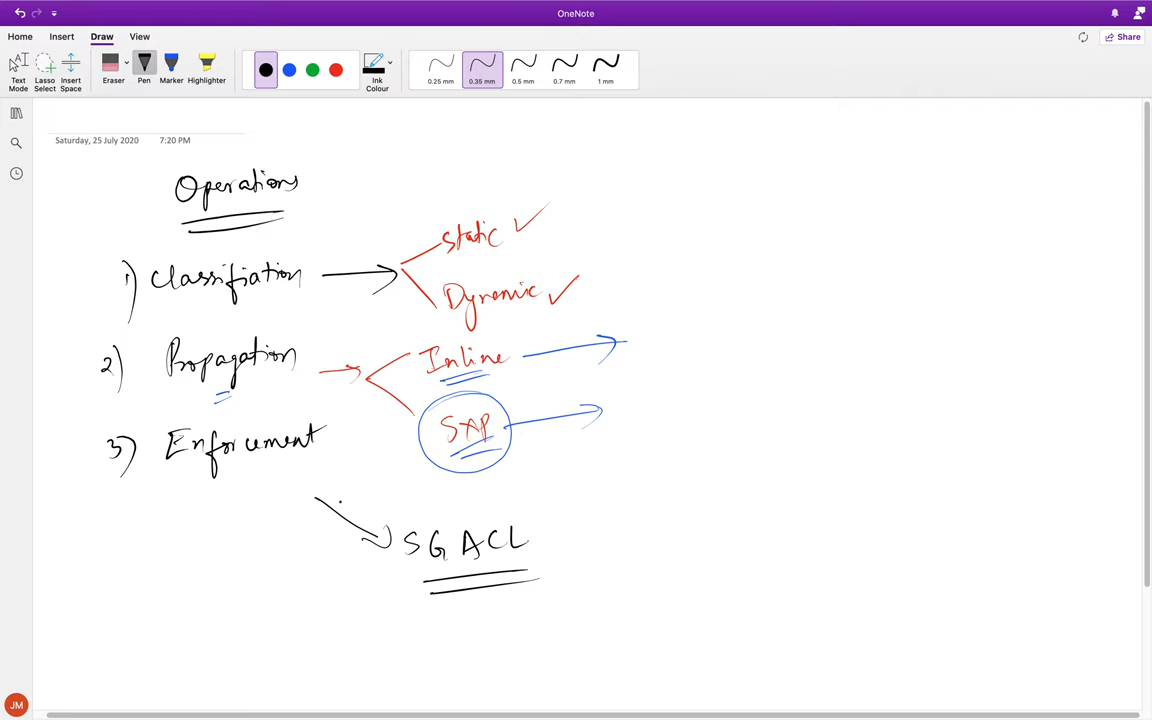 OneNote
Home Insert Draw View
Share
Text Mode
Lasso Select
Insert Space
Eraser
Pen
Marker
Highlighter
Ink Colour
0.25 mm
0.35 mm
0.5 mm
0.7 mm
1 mm
Saturday, 25 July 2020 7:20 PM
Operations
Static ✓
1) Classifiation
Dynamic ✓
2) Propagation
Inline
SXP
3) Enforcement
SGACL
JM